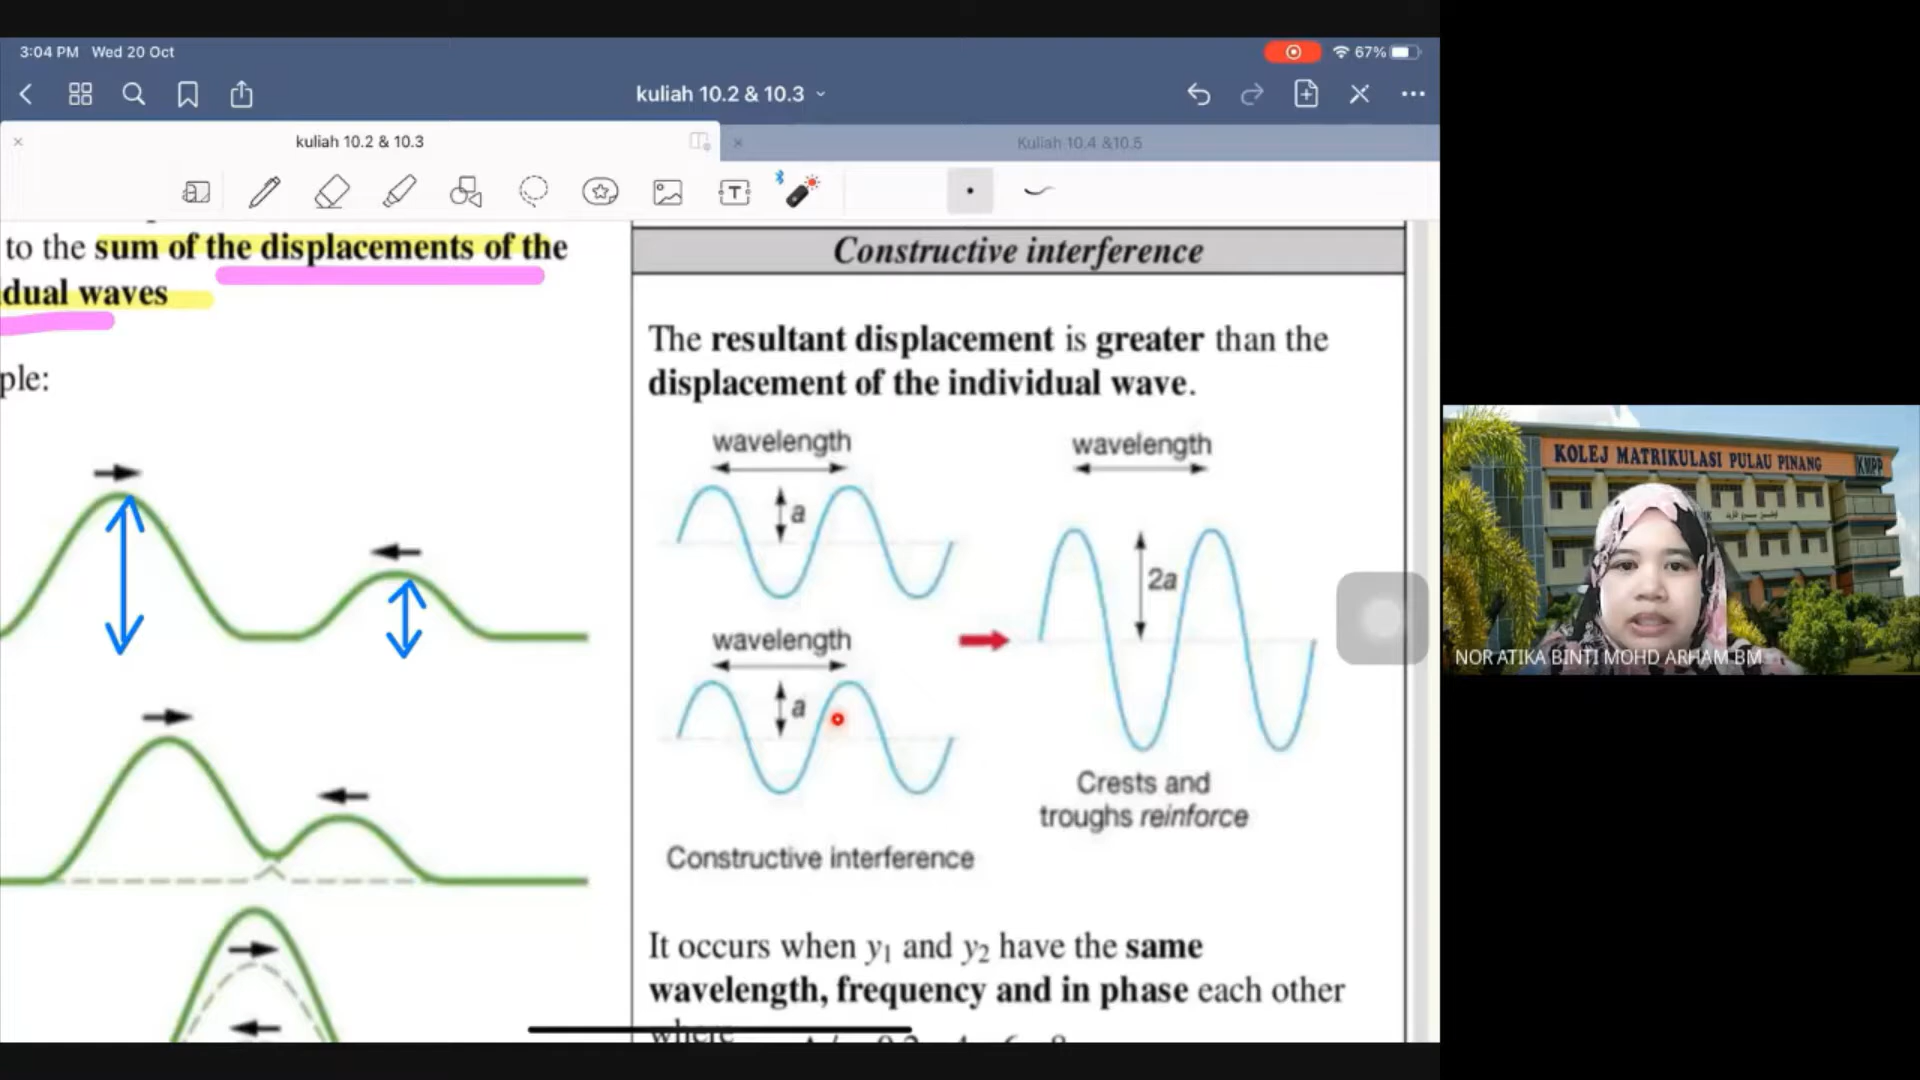 3:04 PM Wed 20 Oct
67%
kuliah 10.2 & 10.3
kuliah 10.2 & 10.3
Kuliah 10.4 &10.5
T
to the sum of the displacements of the
dual waves
ple:
Constructive interference
The resultant displacement is greater than the
displacement of the individual wave.
wavelength
a
wavelength
2a
wavelength
a
Crests and
troughs reinforce
Constructive interference
It occurs when y₁ and y₂ have the same
wavelength, frequency and in phase each other
where
KOLEJ MATRIKULASI PULAU PINANG
KMPP
NOR ATIKA BINTI MOHD ARHAM BM